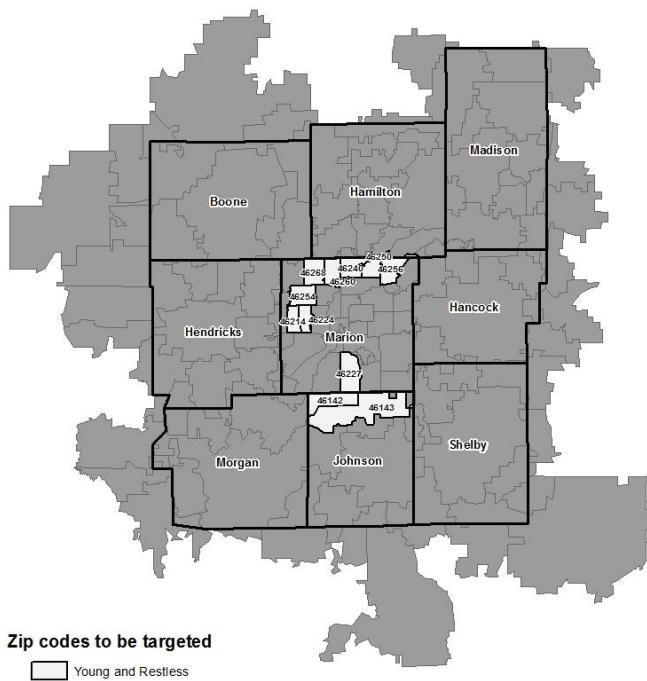 Madison
Hamilton
Boone
46250
46268
46240
46256
46260
46254
Hancock
46214
46224
Hendricks
Marion
46227
46142
46143
Shelby
Morgan
Johnson
Zip codes to be targeted
Young and Restless